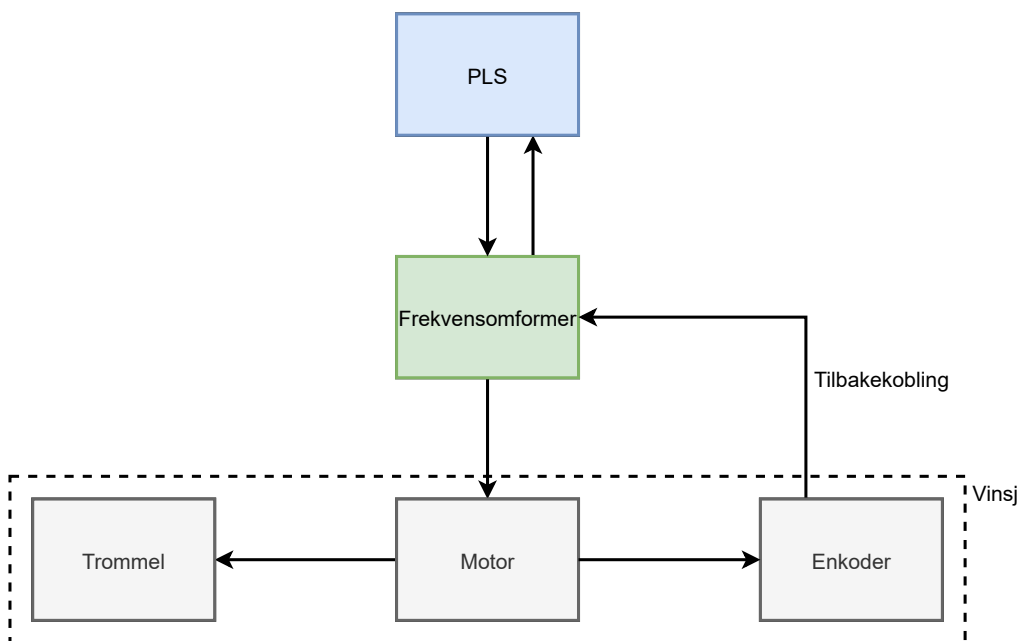 PLS
Frekvensomformer
Tilbakekobling
Vinsj
Trommel
Motor
Enkoder